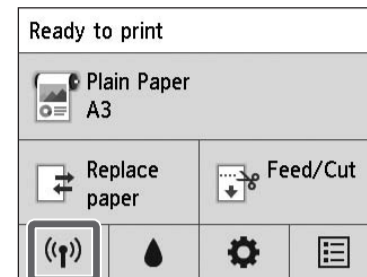 Ready to print
Plain Paper
A3
Replace
paper
Feed/Cut